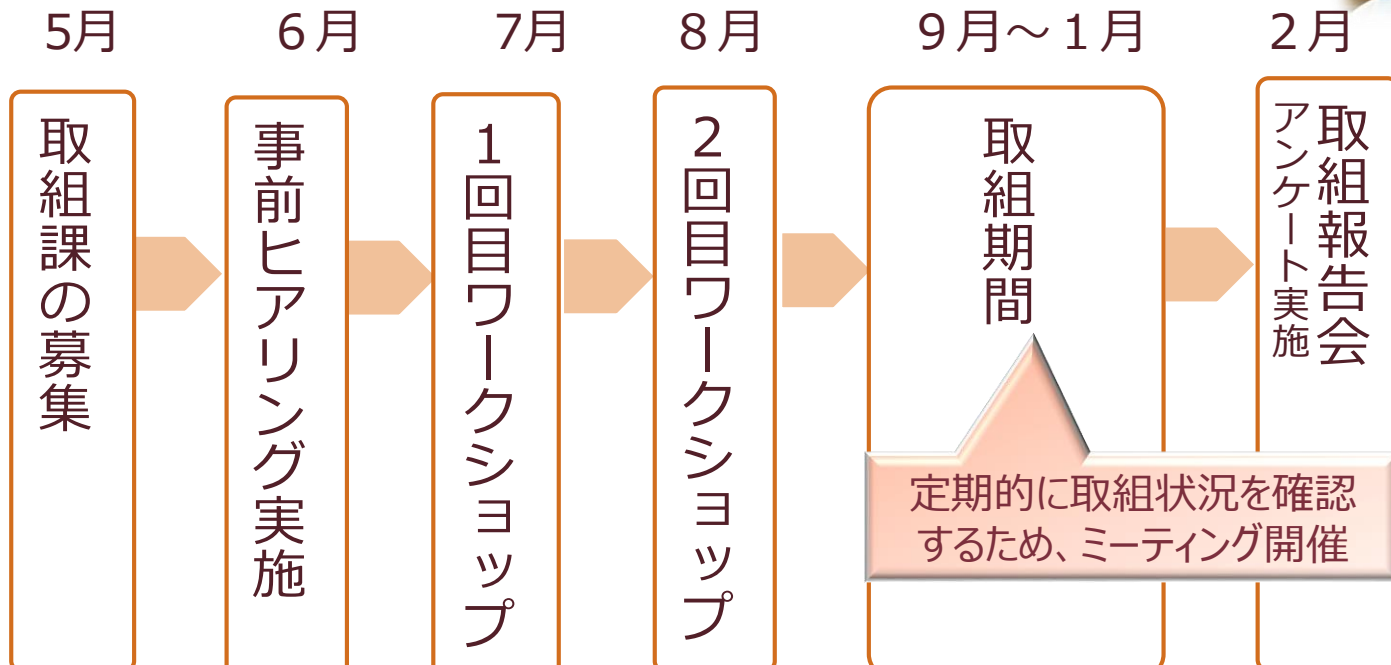 5月
6月
7月
8月
9月～1月
2月
取組課の募集
事前ヒアリング実施
1回目ワークショップ
2回目ワークショップ
取組期間
定期的に取組状況を確認
するため、ミーティング開催
取組報告会
アンケート実施